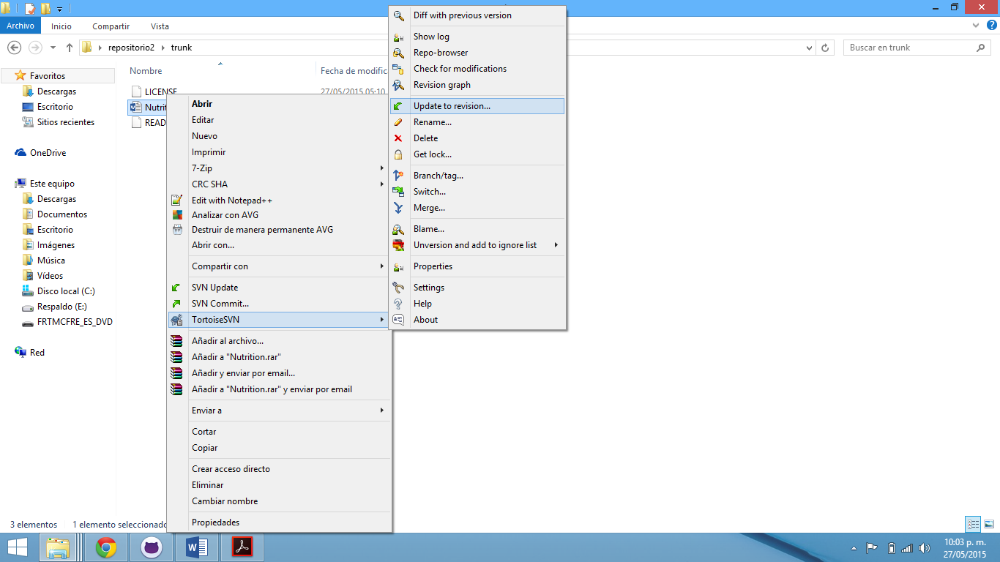 Archivo Inicio Compartir Vista
repositorio2 trunk
Buscar en trunk
Favoritos
Descargas
Escritorio
Sitios recientes
OneDrive
Este equipo
Descargas
Documentos
Escritorio
Imágenes
Música
Vídeos
Disco local (C:)
Respaldo (E:)
FRTMCFRE_ES_DVD
Red
Nombre Fecha de modific
LICENSE 27/05/2015 05:10
Nutrit
READ
Abrir
Editar
Nuevo
Imprimir
7-Zip
CRC SHA
Edit with Notepad++
Analizar con AVG
Destruir de manera permanente AVG
Abrir con...
Compartir con
SVN Update
SVN Commit...
TortoiseSVN
Añadir al archivo...
Añadir a "Nutrition.rar"
Añadir y enviar por email...
Añadir a "Nutrition.rar" y enviar por email
Enviar a
Cortar
Copiar
Crear acceso directo
Eliminar
Cambiar nombre
Propiedades
Diff with previous version
Show log
Repo-browser
Check for modifications
Revision graph
Update to revision...
Rename...
Delete
Get lock...
Branch/tag...
Switch...
Merge...
Blame...
Unversion and add to ignore list
Properties
Settings
Help
About
3 elementos 1 elemento seleccionado
10:03 p. m.
27/05/2015